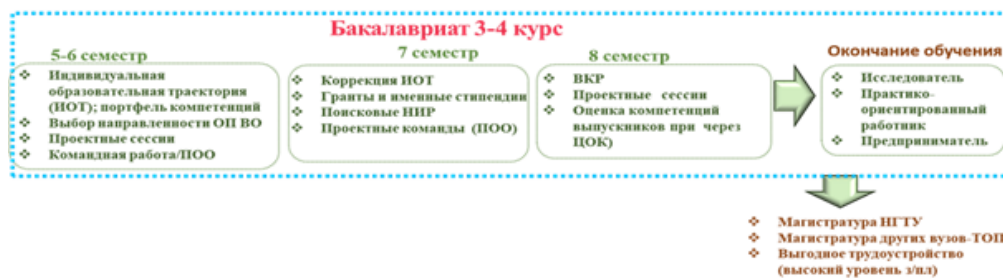 Бакалавриат 3-4 курс
5-6 семестр
Индивидуальная
образовательная траектория
(ИОТ); портфель компетенций
Выбор направленности ОП ВО
Проектные сессии
Командная работа/ПОО
7 семестр
Коррекция ИОТ
Гранты и именные стипендии
Поисковые НИР
Проектные команды (ПОО)
8 семестр
ВКР
Проектные сессии
Оценка компетенций
выпускников при через
ЦОК)
Окончание обучения
Исследователь
Практико-
ориентированный
работник
Предприниматель
Магистратура НГТУ
Магистратура других вузов-ТОП
Выгодное трудоустройство
(высокий уровень з/пл)